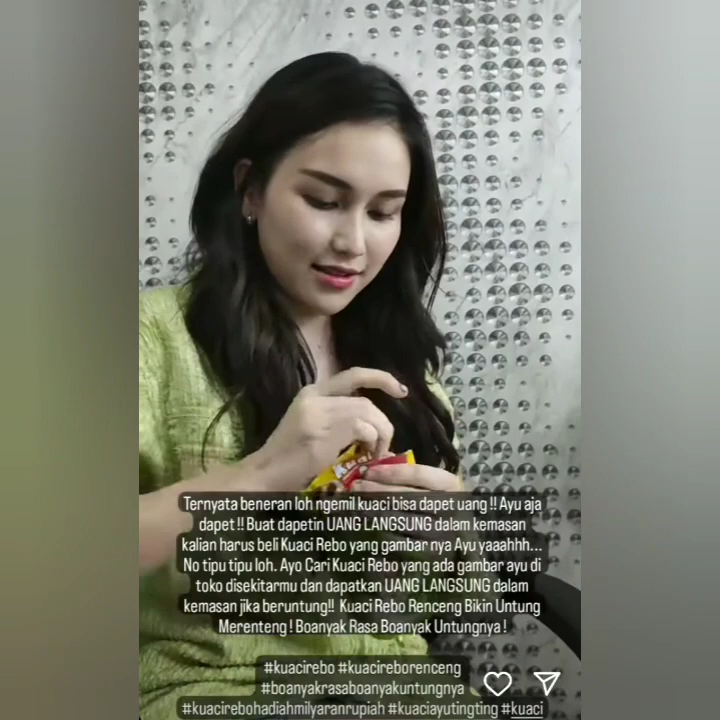 Kuaci
Ternyata beneran loh ngemil kuaci bisa dapet uang !! Ayu aja
dapet !! Buat dapetin UANG LANGSUNG dalam kemasan
kalian harus beli Kuaci Rebo yang gambar nya Ayu yaaahhh...
No tipu tipu loh. Ayo Cari Kuaci Rebo yang ada gambar ayu di
toko disekitarmu dan dapatkan UANG LANGSUNG dalam
kemasan jika beruntung!! Kuaci Rebo Renceng Bikin Untung
Merenteng ! Boanyak Rasa Boanyak Untungnya !
#kuacirebo #kuacireborenceng
#boanyakrasaboanyakuntungnya
#kuacirebohadiahmilyaranrupiah #kuaciayutingting #kuaci